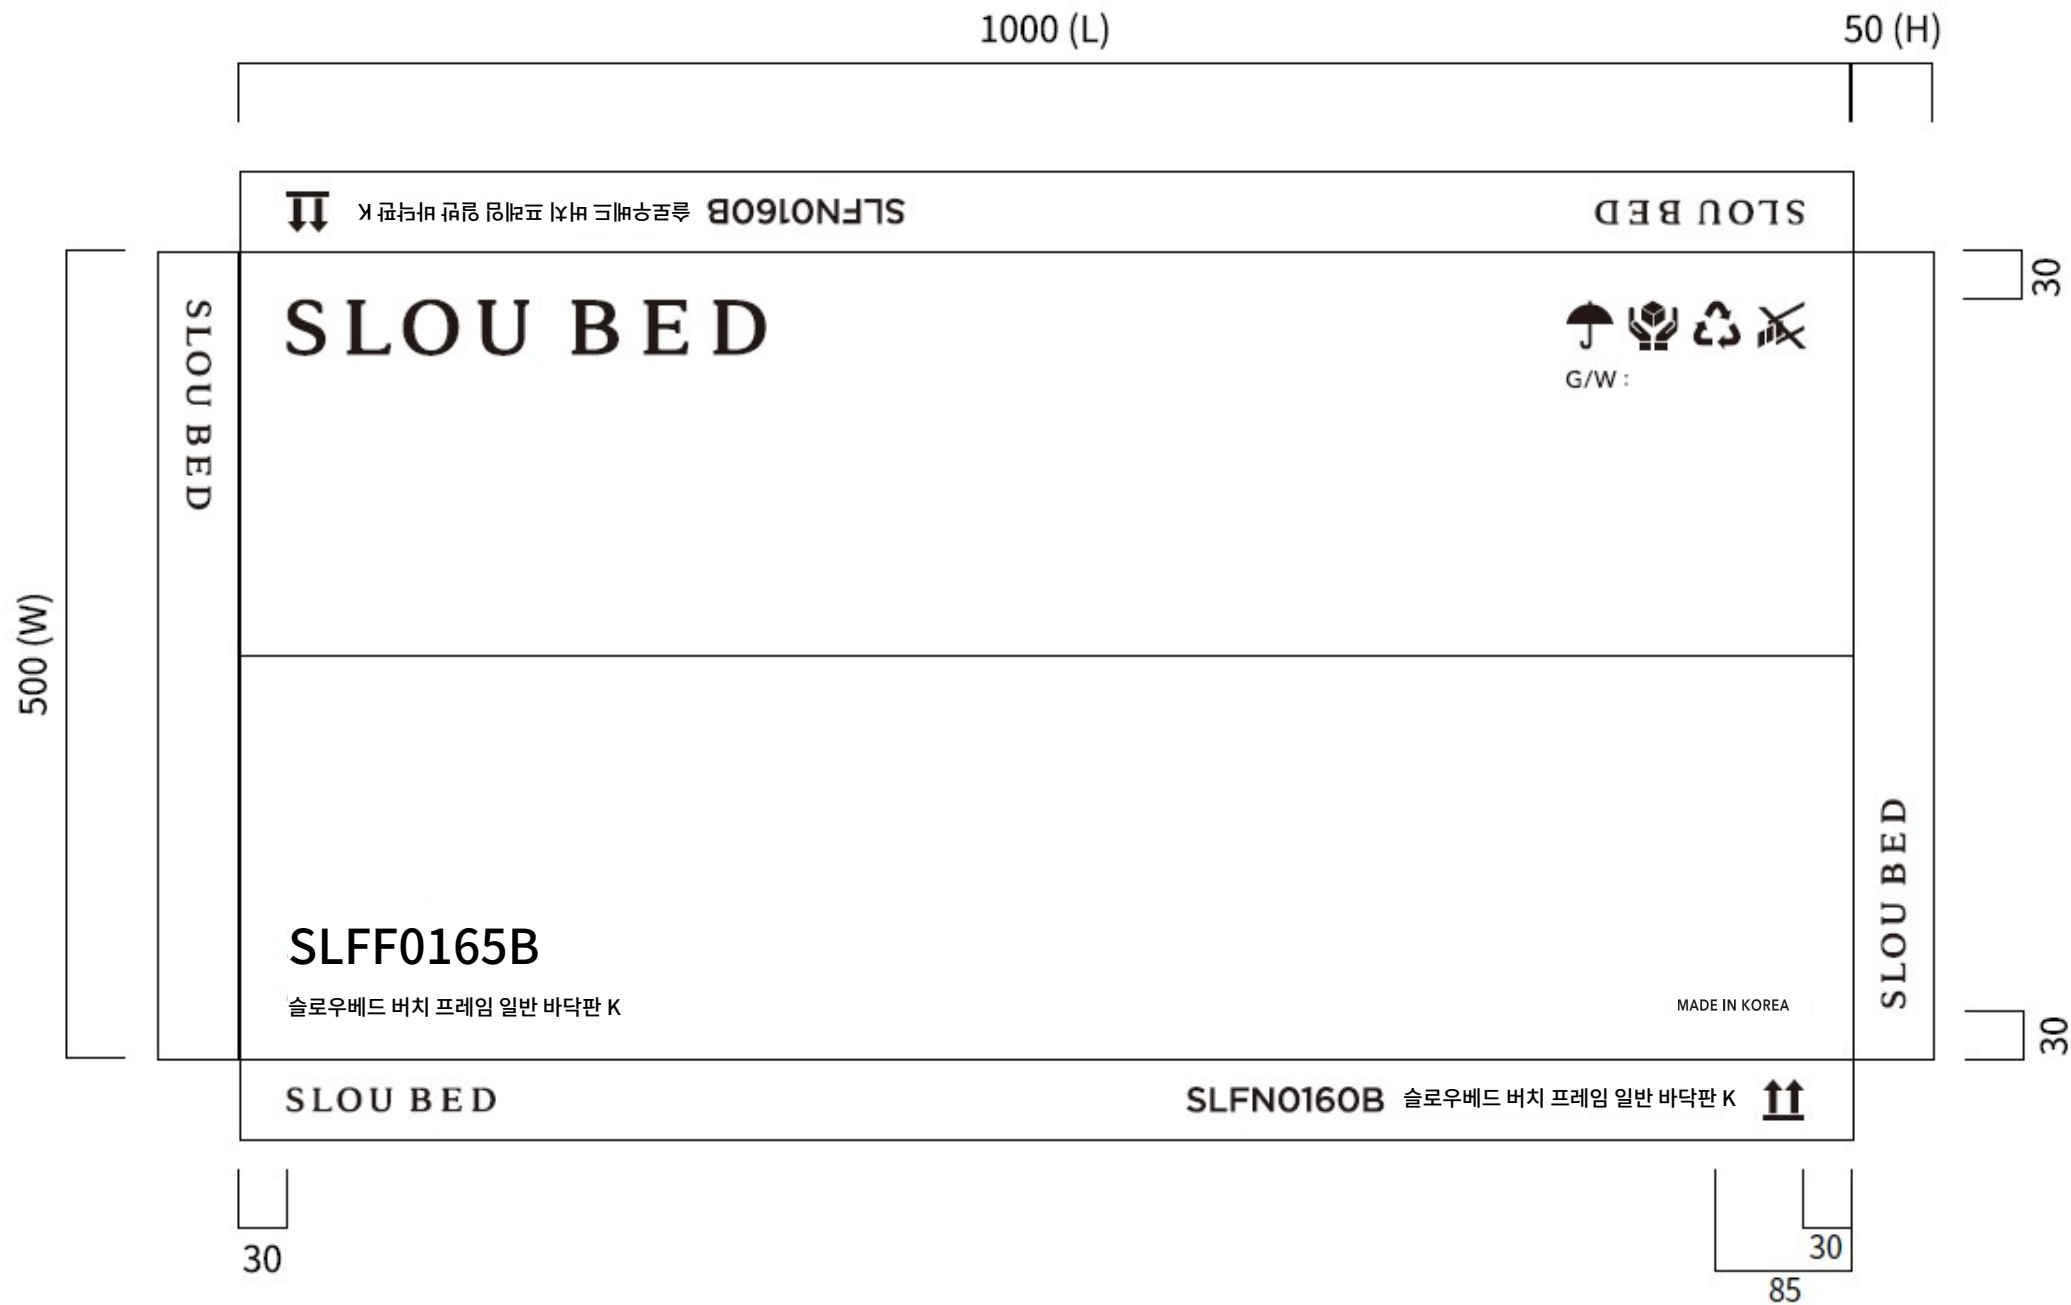 1000 (L)
50 (H)
SLOU BED
SLFN0160B 슬로우베드 버치 프레임 일반 바닥판 K
30
SLOU BED
SLOU BED
G/W :
500 (W)
SLFF0165B
슬로우베드 버치 프레임 일반 바닥판 K
MADE IN KOREA
SLOU BED
30
SLOU BED
SLFN0160B 슬로우베드 버치 프레임 일반 바닥판 K
30
30
85